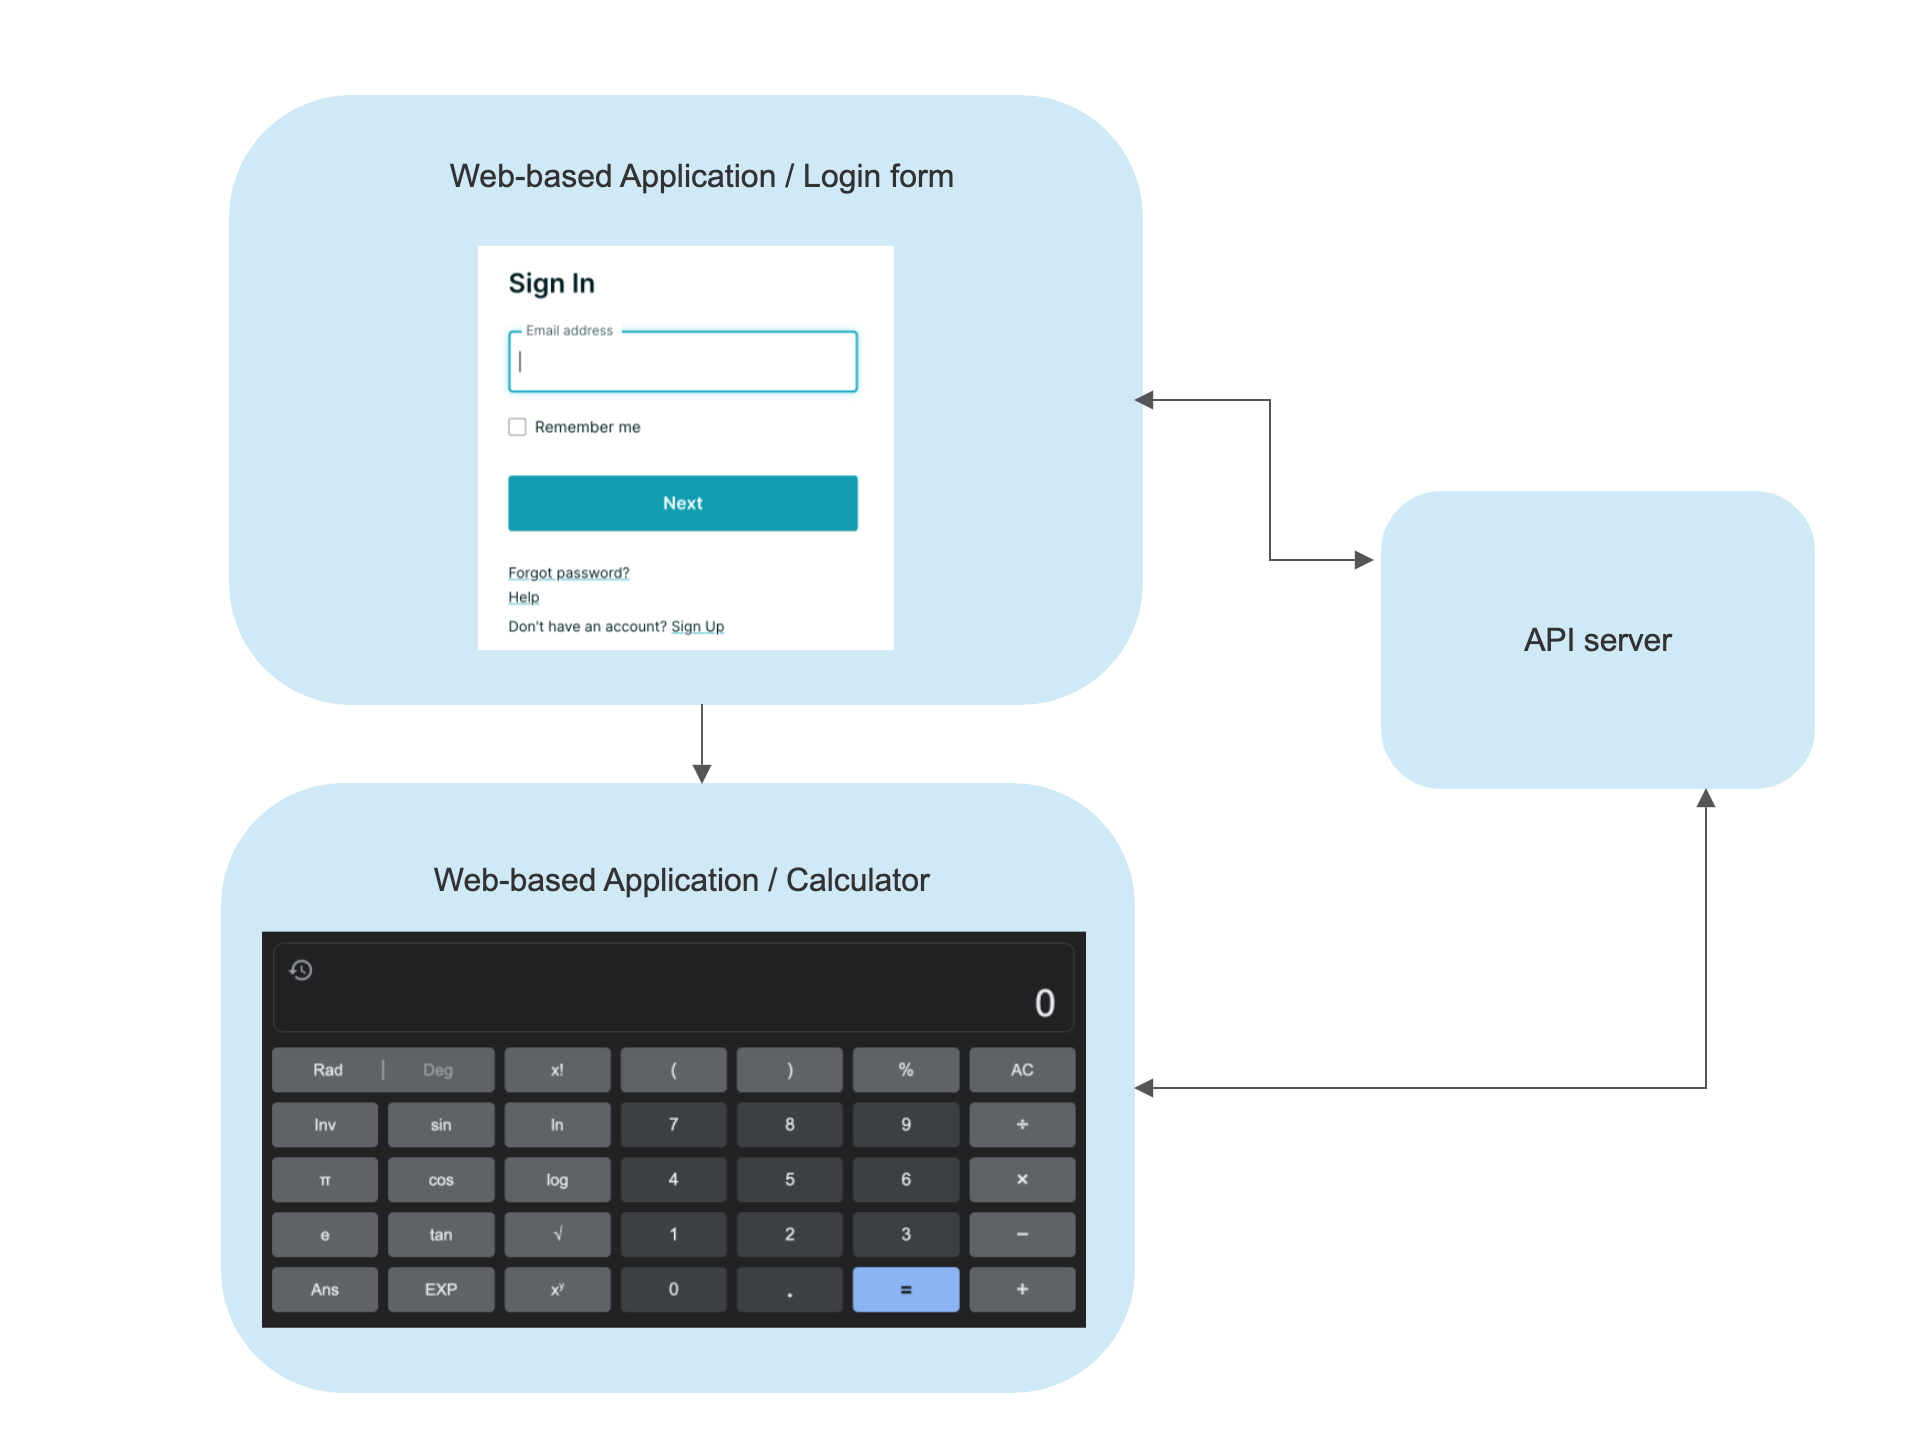 Web-based Application / Login form
Sign In
Email address
Remember me
Next
Forgot password?
Help
Don't have an account? Sign Up
API server
Web-based Application / Calculator
0
Rad | Deg x! ( ) % AC
Inv sin ln 7 8 9 ÷
π cos log 4 5 6 ×
e tan √ 1 2 3 −
Ans EXP xʸ 0 . = +